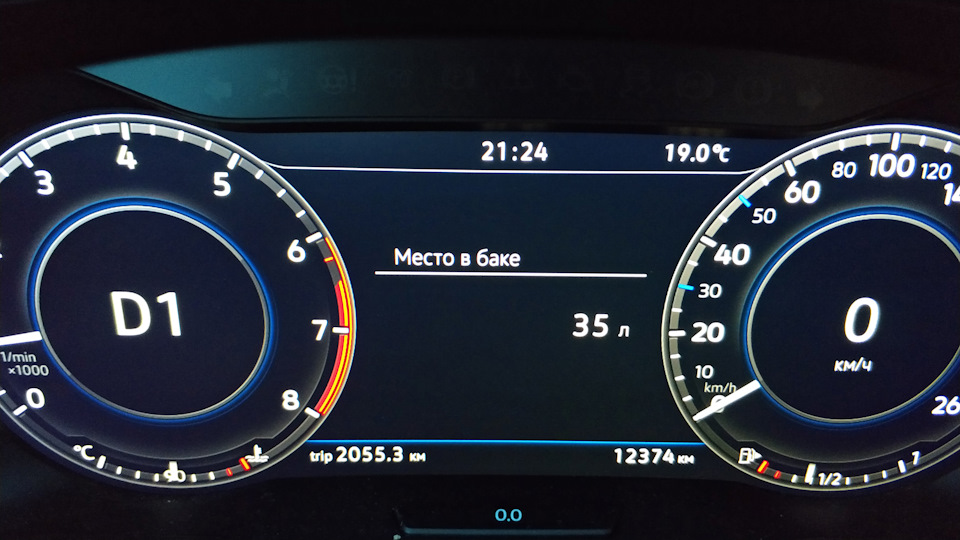 21:24 19.0°C
3 4 5 6 7 8 0
D1
1/min
x1000
°C 90
Место в баке
35 л
10 20 30 40 50 60 80 100 120
km/h
0
км/ч
trip 2055.3 км 12374 км
1/2
0.0